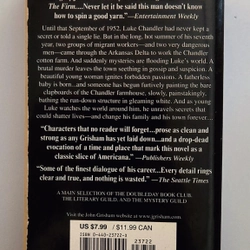 The Firm....Never let it be said this man doesn't know
how to spin a good yarn."—Entertainment Weekly
Until that September of 1952, Luke Chandler had never kept
a secret or told a single lie. But in the long, hot summer of his seventh
year, two groups of migrant workers—and two very dangerous
men—came through the Arkansas Delta to work the Chandler
cotton farm. And suddenly mysteries are flooding Luke's world. A
brutal murder leaves the town seething in gossip and suspicion. A
beautiful young woman ignites forbidden passions. A fatherless baby
is born...and someone has begun furtively painting the bare
clapboards of the Chandler farmhouse, slowly, painstakingly,
bathing the run-down structure in gleaming white. And as young
Luke watches the world around him, he unravels secrets that
could shatter lives—and change his family and his town forever...
"Characters that no reader will forget...prose as clean and
strong as any Grisham has yet laid down...and a drop-dead
evocation of a time and place that mark this novel as a
classic slice of Americana." —Publishers Weekly
"Some of the finest dialogue of his career...Every detail rings
clear and true, and nothing is wasted." —The Seattle Times
A MAIN SELECTION OF THE DOUBLEDAY BOOK CLUB,
THE LITERARY GUILD, AND THE MYSTERY GUILD
Visit the John Grisham website at www.jgrisham.com
US $7.99 / $11.99 CAN
ISBN 0-440-23722-2
23722